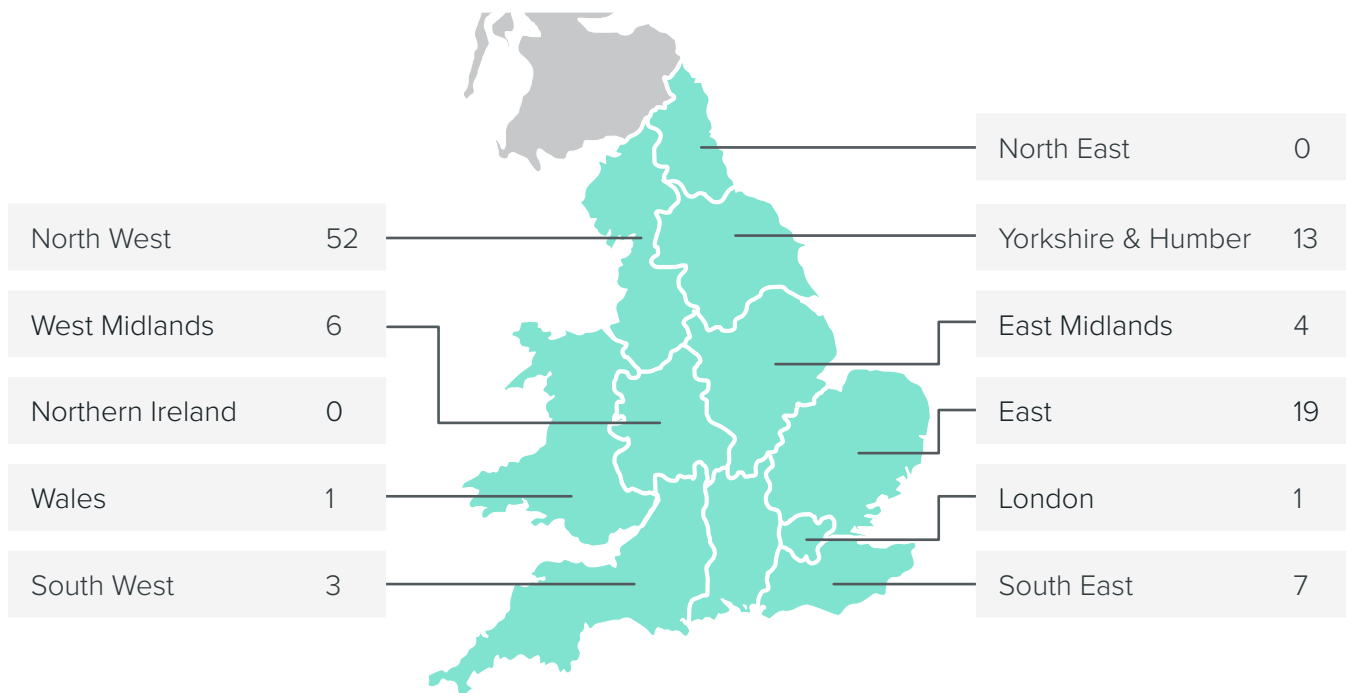 North West 52
West Midlands 6
Northern Ireland 0
Wales 1
South West 3
North East 0
Yorkshire & Humber 13
East Midlands 4
East 19
London 1
South East 7